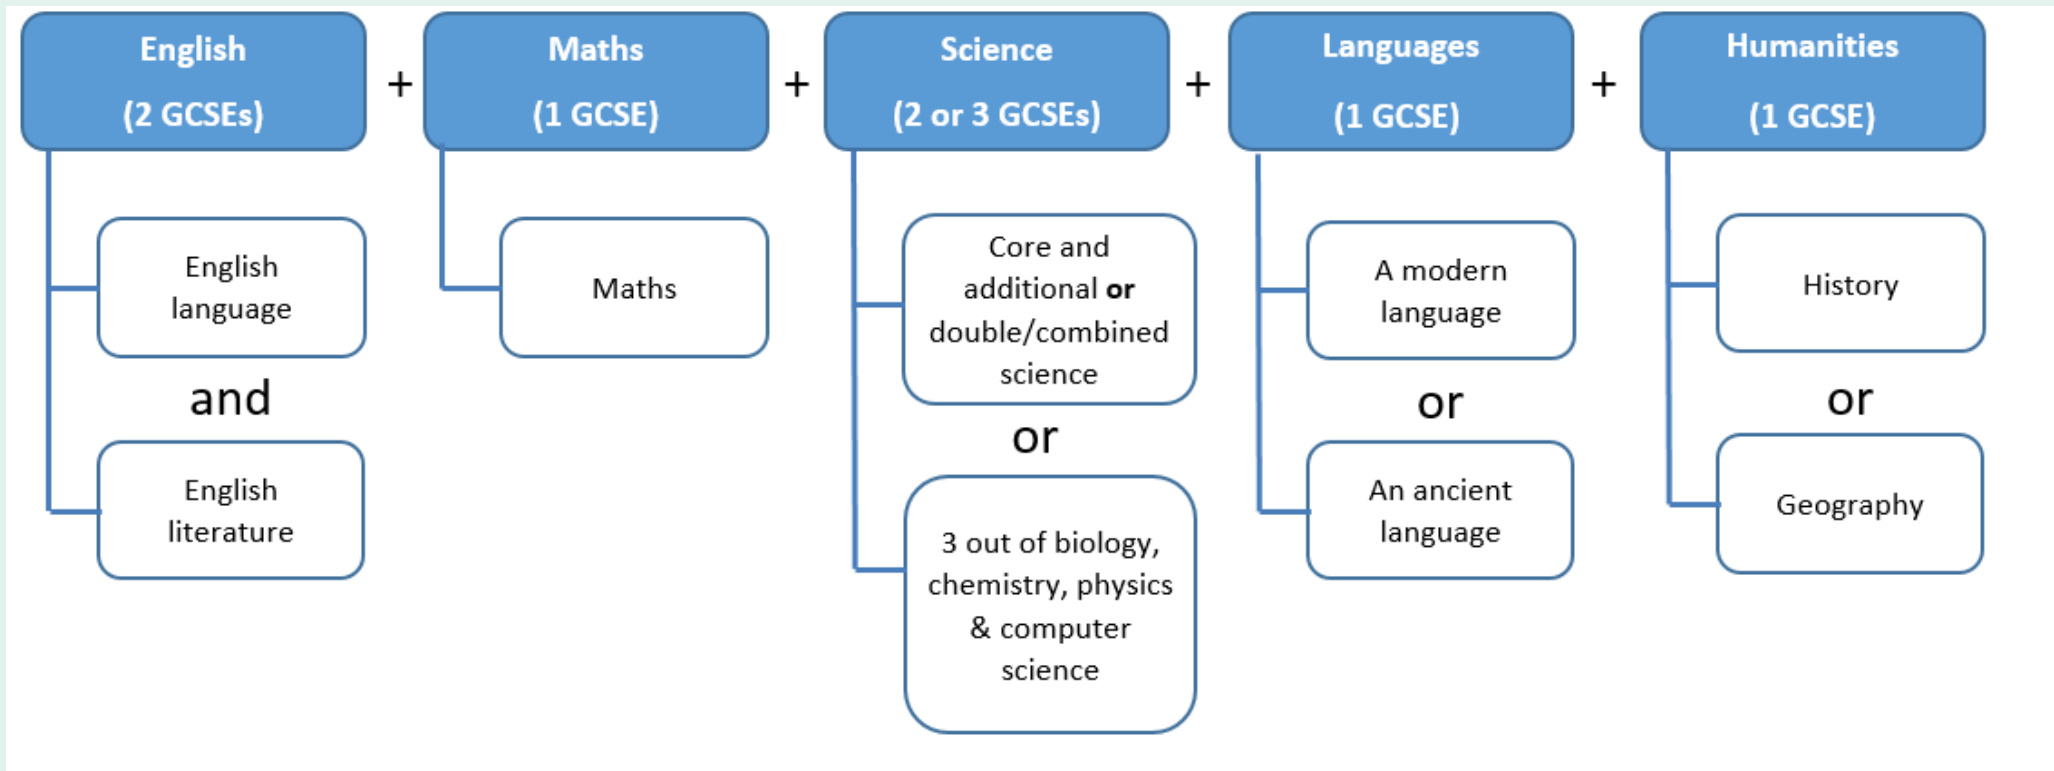 English
(2 GCSEs)
+
Maths
(1 GCSE)
+
Science
(2 or 3 GCSEs)
+
Languages
(1 GCSE)
+
Humanities
(1 GCSE)
English
language
and
English
literature
Maths
Core and
additional or
double/combined
science
or
3 out of biology,
chemistry, physics
& computer
science
A modern
language
or
An ancient
language
History
or
Geography